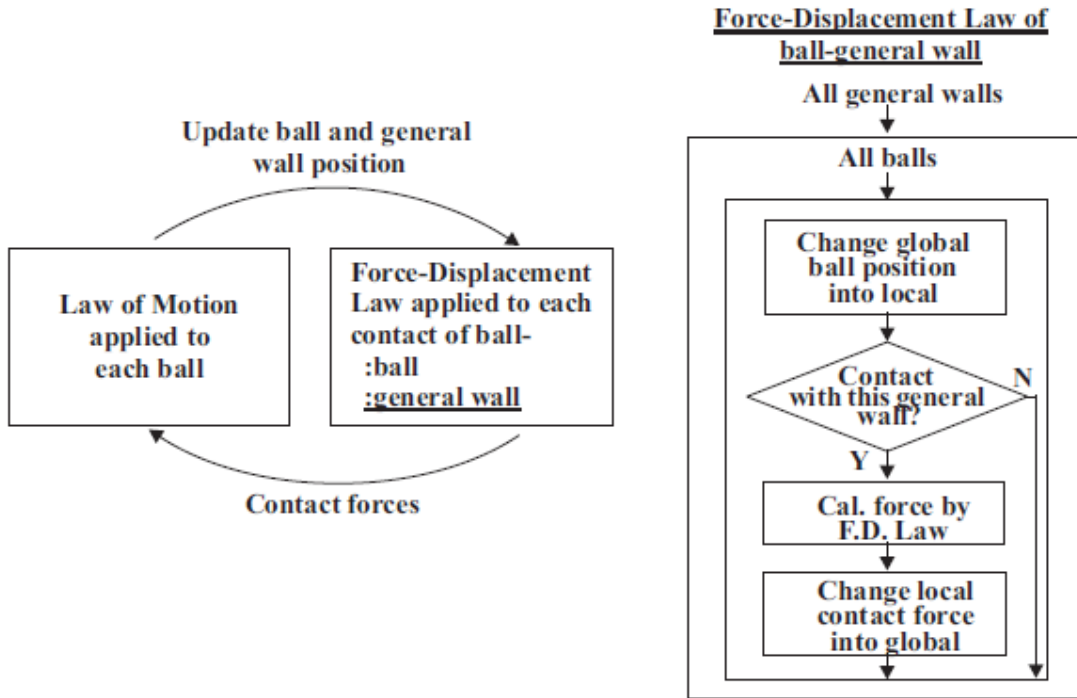 Update ball and general
wall position
Law of Motion
applied to
each ball
Force-Displacement
Law applied to each
contact of ball-
:ball
:general wall
Contact forces
Force-Displacement Law of
ball-general wall
All general walls
All balls
Change global
ball position
into local
Contact
with this general
wall?
N
Y
Cal. force by
F.D. Law
Change local
contact force
into global